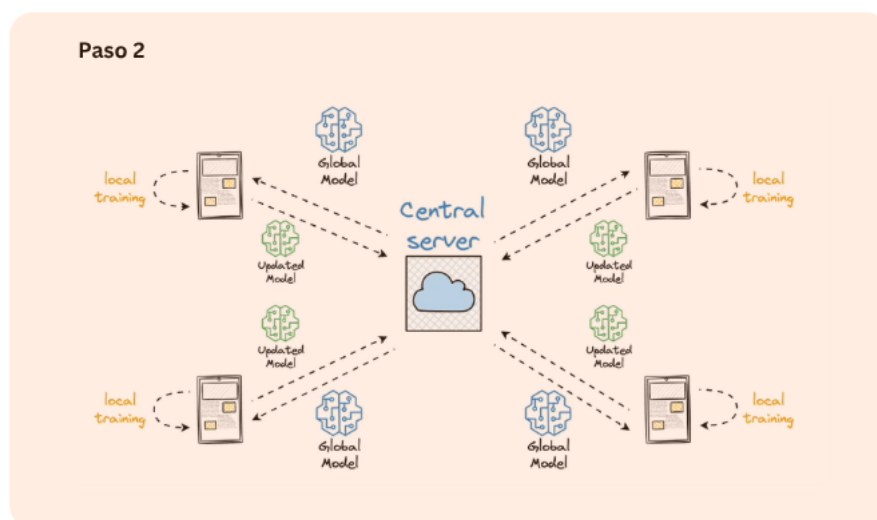 Paso 2
Global
Model
Global
Model
local
training
local
training
Central
server
Updated
Model
Updated
Model
Updated
Model
Updated
Model
local
training
local
training
Global
Model
Global
Model